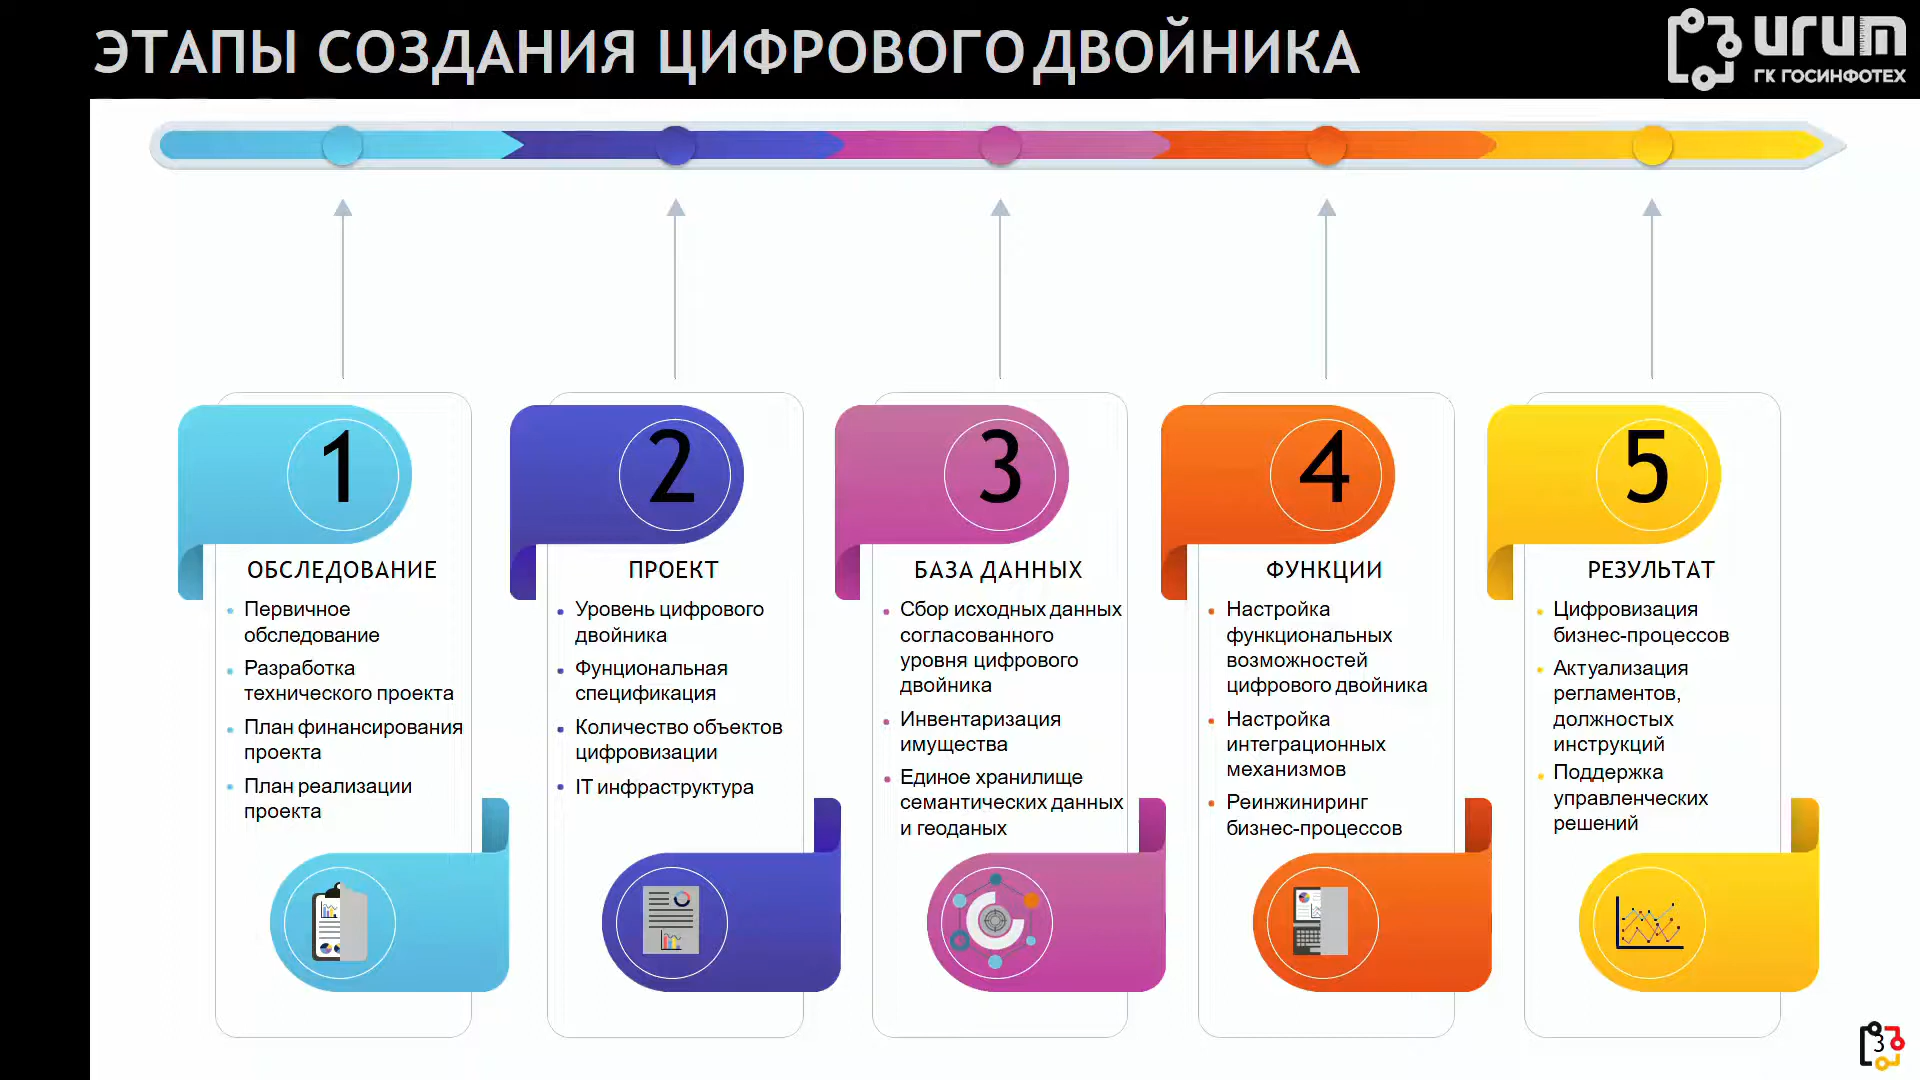 ЭТАПЫ СОЗДАНИЯ ЦИФРОВОГО ДВОЙНИКА
ИГИТ
ГК ГОСИНФОТЕХ
1
ОБСЛЕДОВАНИЕ
Первичное
обследование
Разработка
технического проекта
План финансирования
проекта
План реализации
проекта
2
ПРОЕКТ
Уровень цифрового
двойника
Фунциональная
спецификация
Количество объектов
цифровизации
IT инфраструктура
3
БАЗА ДАННЫХ
Сбор исходных данных
согласованного
уровня цифрового
двойника
Инвентаризация
имущества
Единое хранилище
семантических данных
и геоданых
4
ФУНКЦИИ
Настройка
функциональных
возможностей
цифрового двойника
Настройка
интеграционных
механизмов
Реинжиниринг
бизнес-процессов
5
РЕЗУЛЬТАТ
Цифровизация
бизнес-процессов
Актуализация
регламентов,
должностых
инструкций
Поддержка
управленческих
решений
3